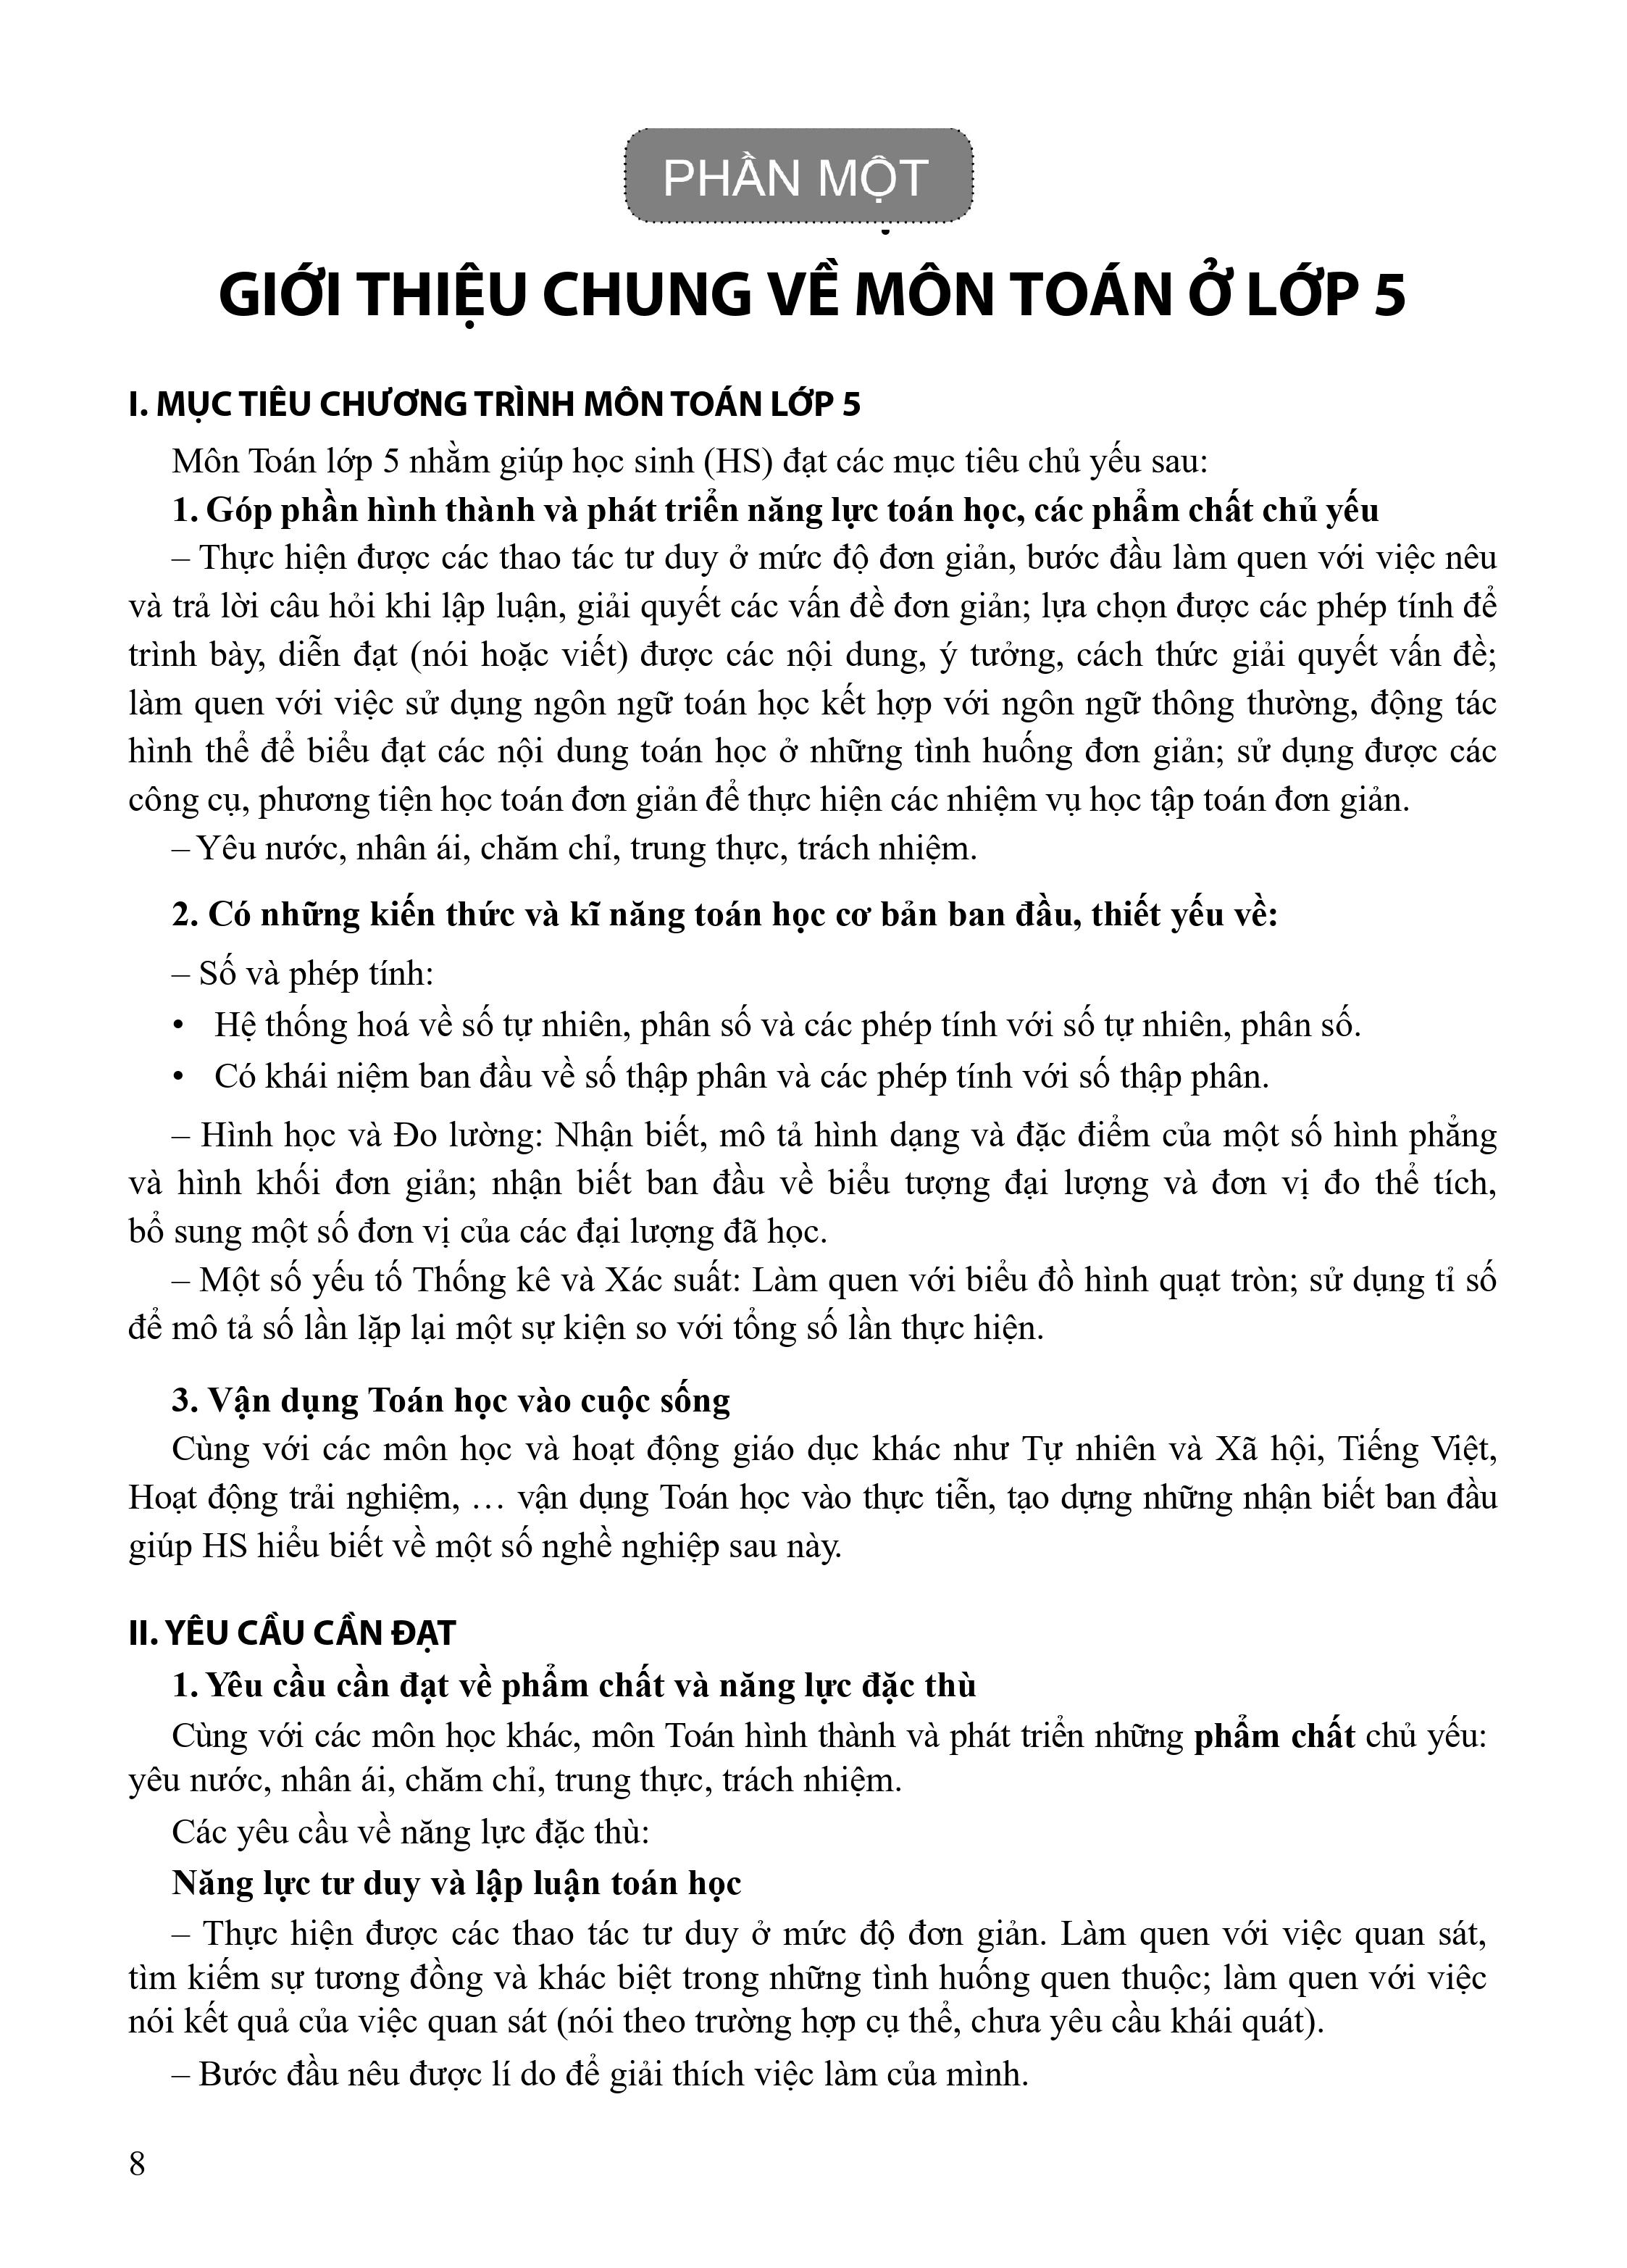 PHẦN MỘT
GIỚI THIỆU CHUNG VỀ MÔN TOÁN Ở LỚP 5
I. MỤC TIÊU CHƯƠNG TRÌNH MÔN TOÁN LỚP 5
Môn Toán lớp 5 nhằm giúp học sinh (HS) đạt các mục tiêu chủ yếu sau:
1. Góp phần hình thành và phát triển năng lực toán học, các phẩm chất chủ yếu
– Thực hiện được các thao tác tư duy ở mức độ đơn giản, bước đầu làm quen với việc nêu
và trả lời câu hỏi khi lập luận, giải quyết các vấn đề đơn giản; lựa chọn được các phép tính để
trình bày, diễn đạt (nói hoặc viết) được các nội dung, ý tưởng, cách thức giải quyết vấn đề;
làm quen với việc sử dụng ngôn ngữ toán học kết hợp với ngôn ngữ thông thường, động tác
hình thể để biểu đạt các nội dung toán học ở những tình huống đơn giản; sử dụng được các
công cụ, phương tiện học toán đơn giản để thực hiện các nhiệm vụ học tập toán đơn giản.
– Yêu nước, nhân ái, chăm chỉ, trung thực, trách nhiệm.
2. Có những kiến thức và kĩ năng toán học cơ bản ban đầu, thiết yếu về:
– Số và phép tính:
• Hệ thống hoá về số tự nhiên, phân số và các phép tính với số tự nhiên, phân số.
• Có khái niệm ban đầu về số thập phân và các phép tính với số thập phân.
– Hình học và Đo lường: Nhận biết, mô tả hình dạng và đặc điểm của một số hình phẳng
và hình khối đơn giản; nhận biết ban đầu về biểu tượng đại lượng và đơn vị đo thể tích,
bổ sung một số đơn vị của các đại lượng đã học.
– Một số yếu tố Thống kê và Xác suất: Làm quen với biểu đồ hình quạt tròn; sử dụng tỉ số
để mô tả số lần lặp lại một sự kiện so với tổng số lần thực hiện.
3. Vận dụng Toán học vào cuộc sống
Cùng với các môn học và hoạt động giáo dục khác như Tự nhiên và Xã hội, Tiếng Việt,
Hoạt động trải nghiệm, … vận dụng Toán học vào thực tiễn, tạo dựng những nhận biết ban đầu
giúp HS hiểu biết về một số nghề nghiệp sau này.
II. YÊU CẦU CẦN ĐẠT
1. Yêu cầu cần đạt về phẩm chất và năng lực đặc thù
Cùng với các môn học khác, môn Toán hình thành và phát triển những phẩm chất chủ yếu:
yêu nước, nhân ái, chăm chỉ, trung thực, trách nhiệm.
Các yêu cầu về năng lực đặc thù:
Năng lực tư duy và lập luận toán học
– Thực hiện được các thao tác tư duy ở mức độ đơn giản. Làm quen với việc quan sát,
tìm kiếm sự tương đồng và khác biệt trong những tình huống quen thuộc; làm quen với việc
nói kết quả của việc quan sát (nói theo trường hợp cụ thể, chưa yêu cầu khái quát).
– Bước đầu nêu được lí do để giải thích việc làm của mình.
8